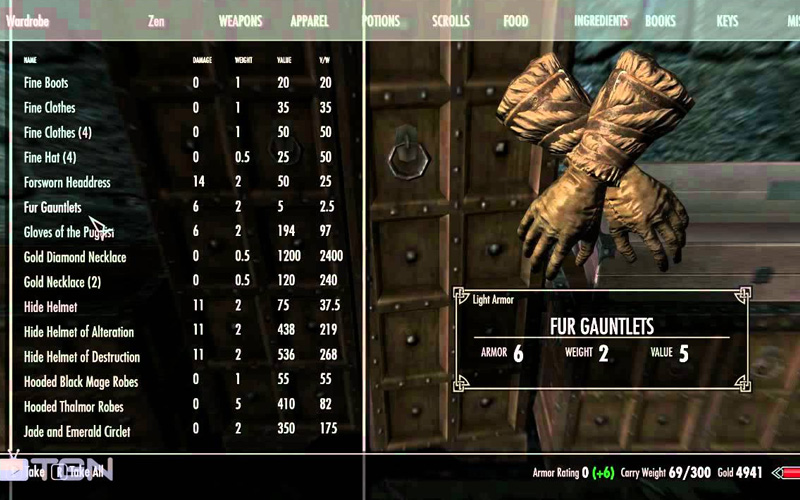 Wardrobe Zen WEAPONS APPAREL POTIONS SCROLLS FOOD INGREDIENTS BOOKS KEYS
NAME DAMAGE WEIGHT VALUE V/W
Fine Boots 0 1 20 20
Fine Clothes 0 1 35 35
Fine Clothes (4) 0 1 50 50
Fine Hat (4) 0 0.5 25 50
Forsworn Headdress 14 2 50 25
Fur Gauntlets 6 2 5 2.5
Gloves of the Pugilist 6 2 194 97
Gold Diamond Necklace 0 0.5 1200 2400
Gold Necklace (2) 0 0.5 120 240
Hide Helmet 11 2 75 37.5
Hide Helmet of Alteration 11 2 438 219
Hide Helmet of Destruction 11 2 536 268
Hooded Black Mage Robes 0 1 55 55
Hooded Thalmor Robes 0 5 410 82
Jade and Emerald Circlet 0 2 350 175
Light Armor
FUR GAUNTLETS
ARMOR 6 WEIGHT 2 VALUE 5
Take R Take All
Armor Rating 0 (+6) Carry Weight 69/300 Gold 4941